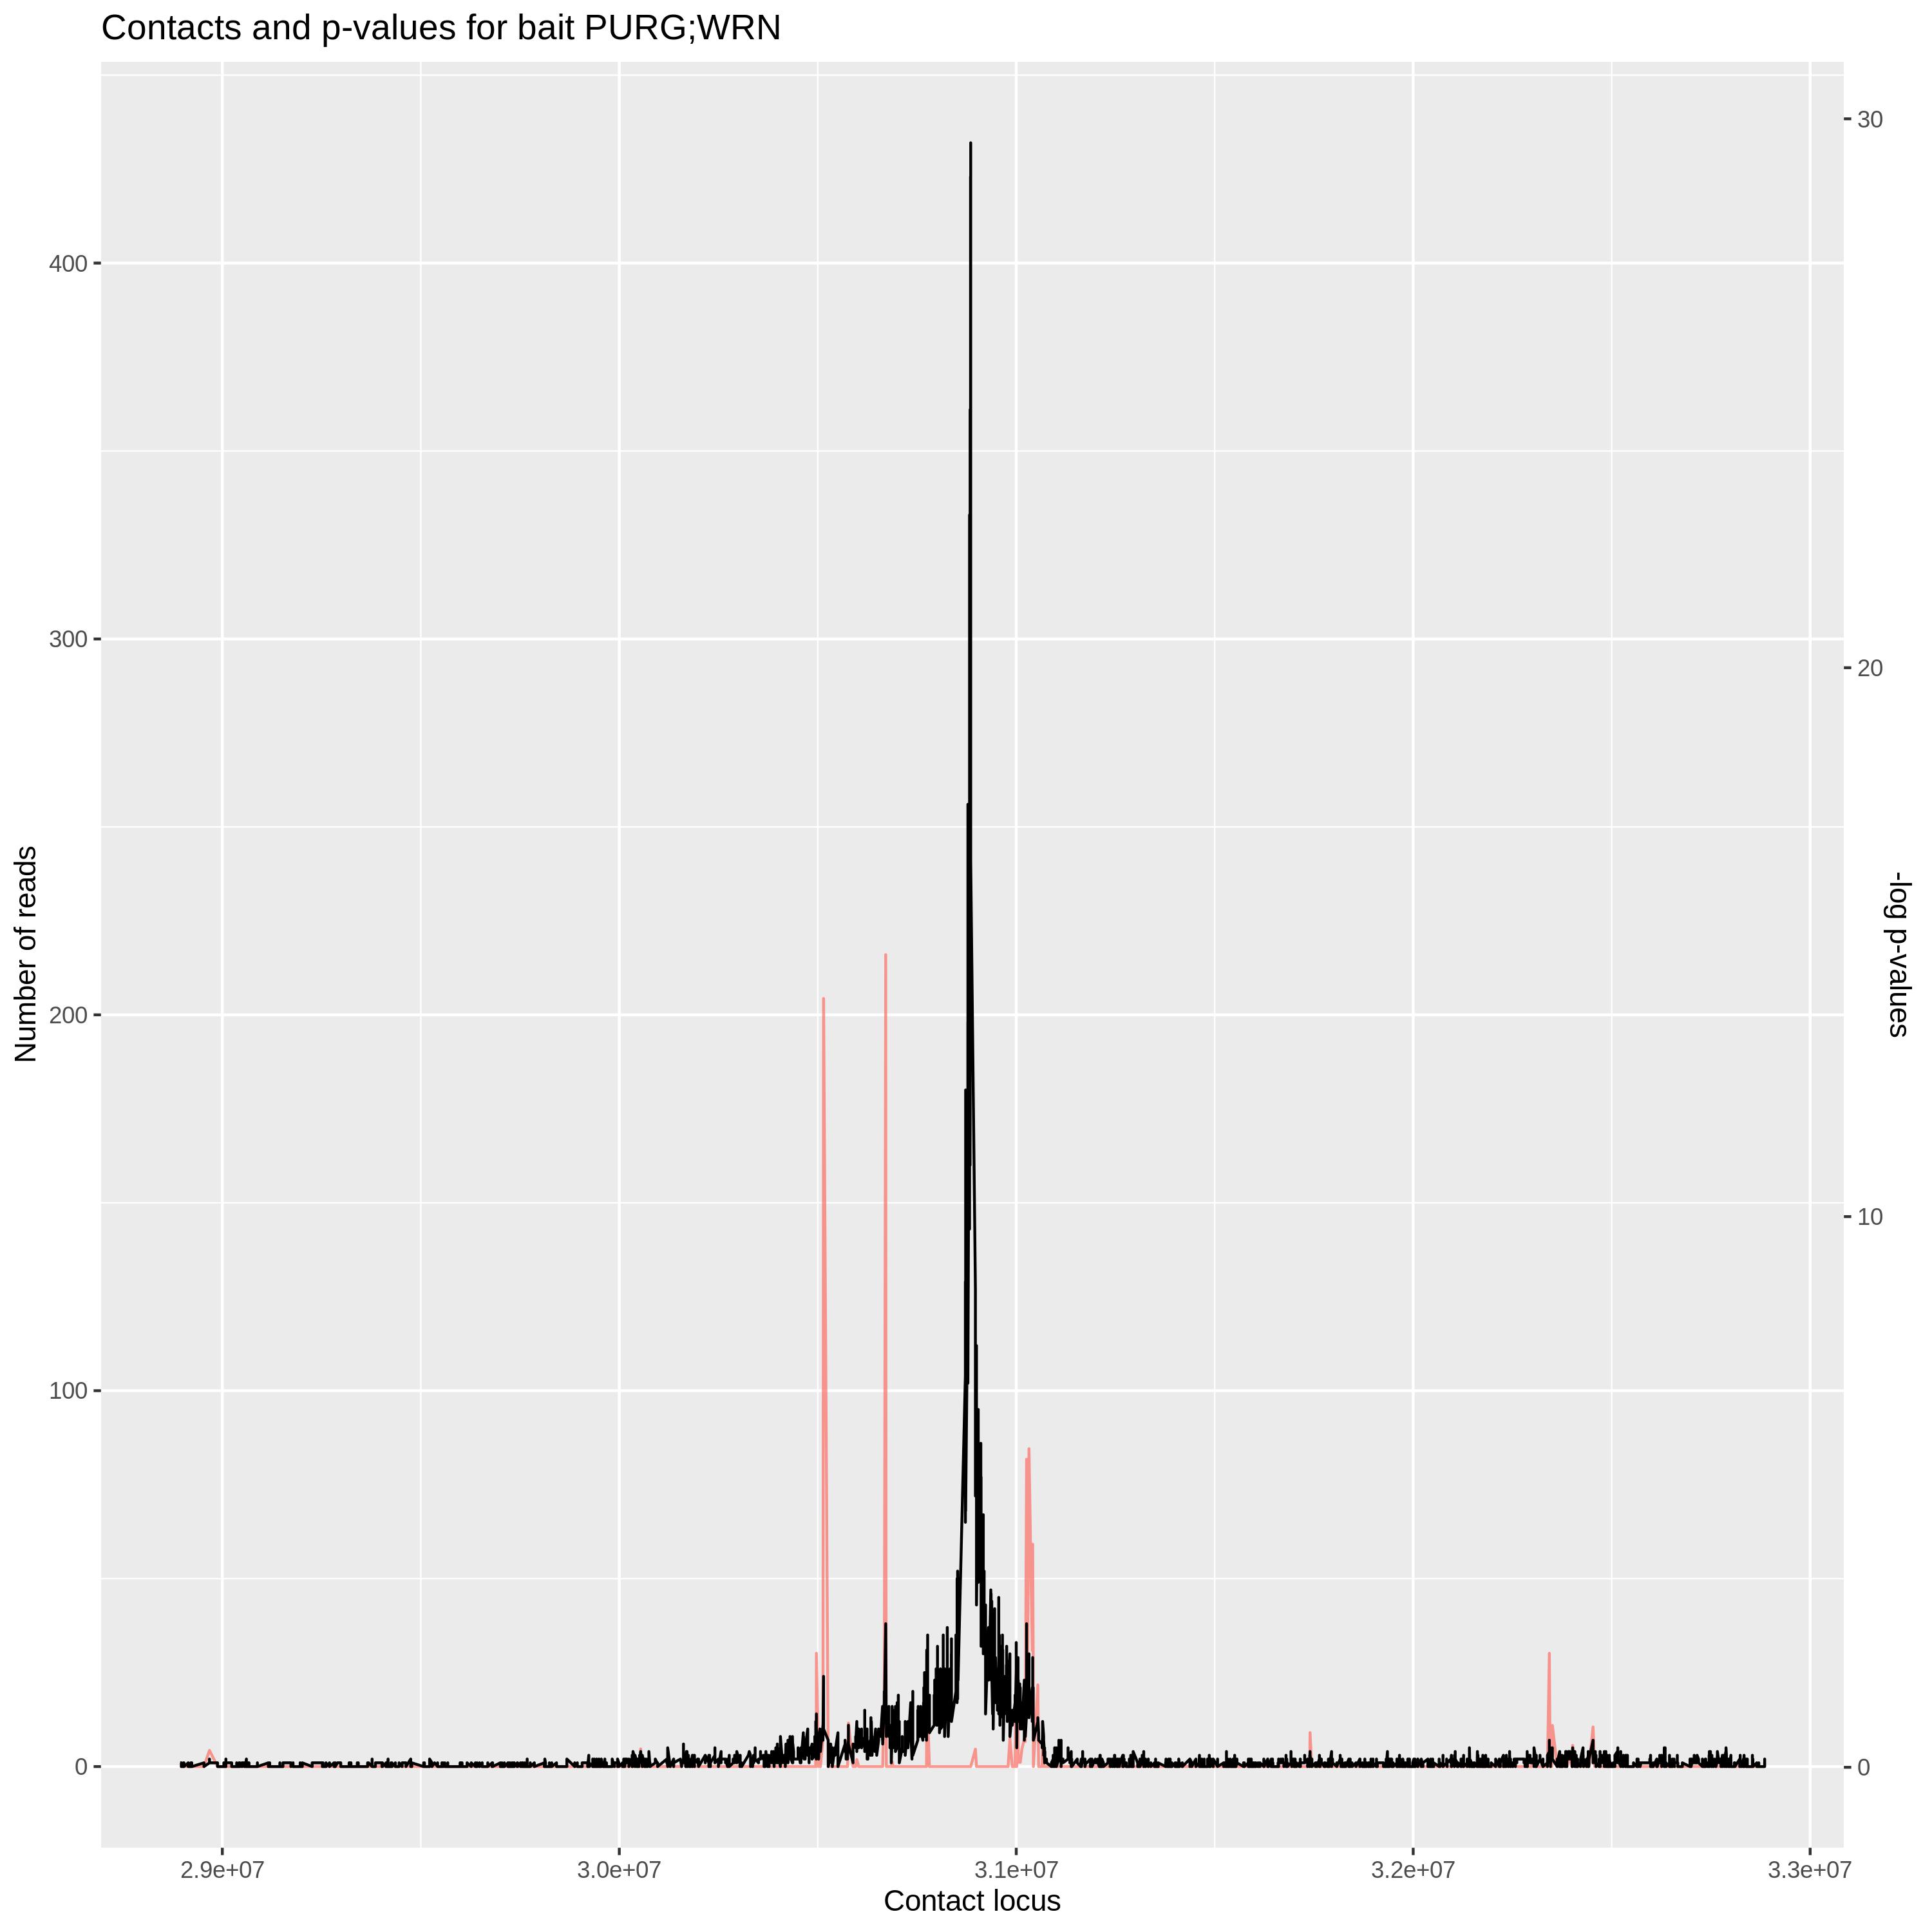 Contacts and p-values for bait PURG;WRN
30
400
300
20
Number of reads
-log p-values
200
10
100
0
0
2.9e+07
3.0e+07
3.1e+07
3.2e+07
3.3e+07
Contact locus